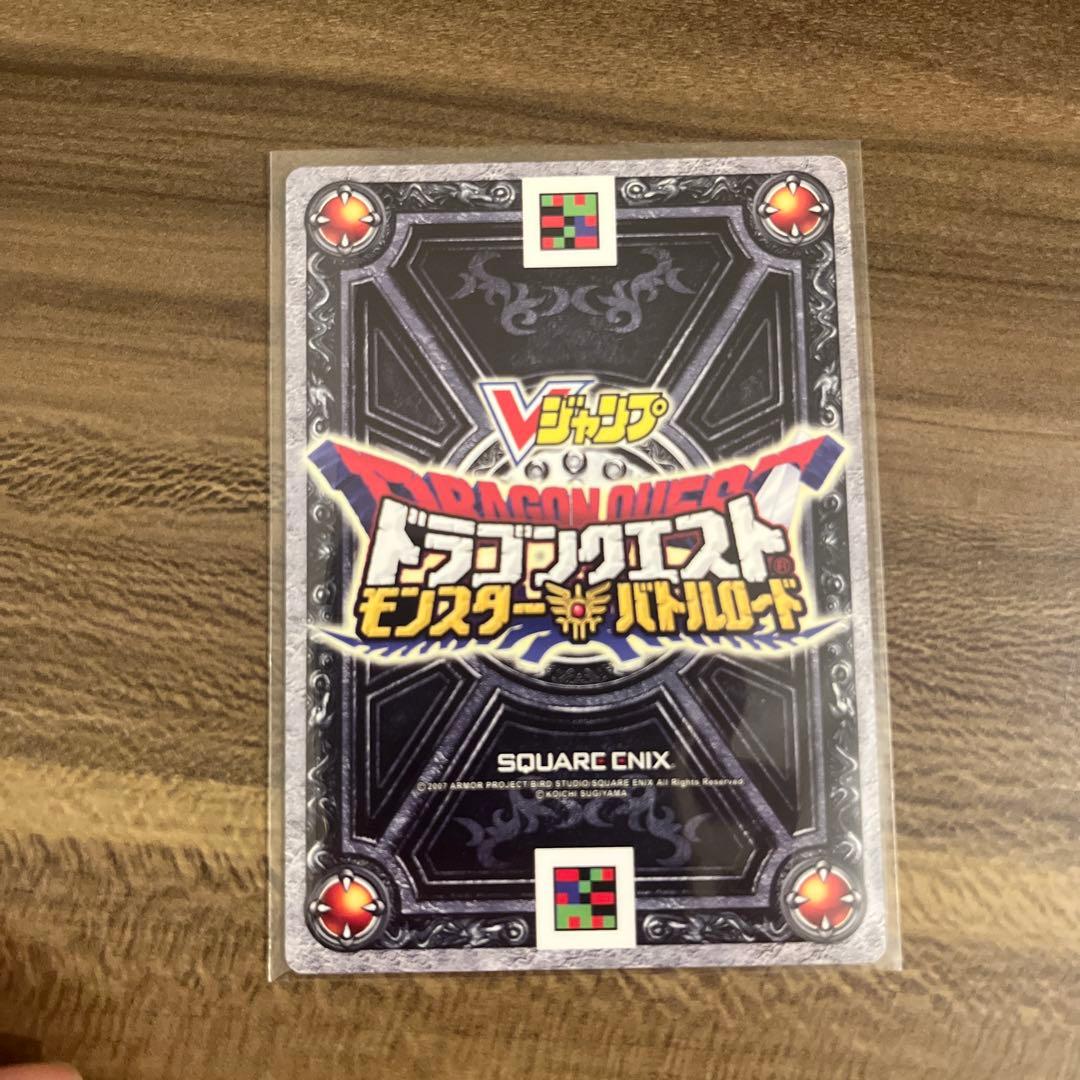 Vジャンプ
DRAGON QUEST
ドラゴンクエスト
モンスター バトルロード
SQUARE ENIX
©2007 ARMOR PROJECT/BIRD STUDIO/SQUARE ENIX All Rights Reserved.
©KOICHI SUGIYAMA